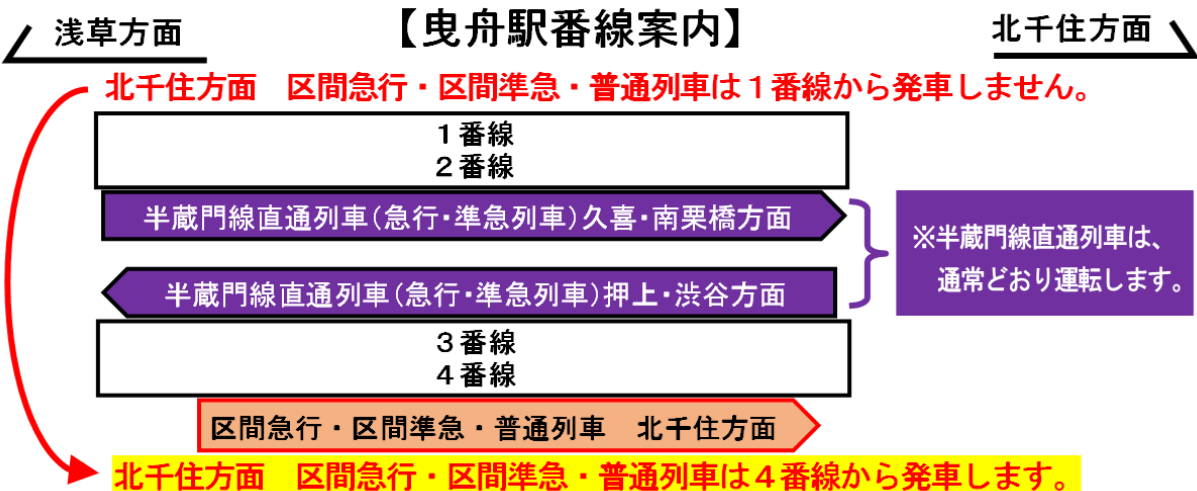 浅草方面
【曳舟駅番線案内】
北千住方面
北千住方面　区間急行・区間準急・普通列車は１番線から発車しません。
１番線
２番線
半蔵門線直通列車（急行・準急列車）久喜・南栗橋方面
※半蔵門線直通列車は、
通常どおり運転します。
半蔵門線直通列車（急行・準急列車）押上・渋谷方面
３番線
４番線
区間急行・区間準急・普通列車　北千住方面
北千住方面　区間急行・区間準急・普通列車は４番線から発車します。